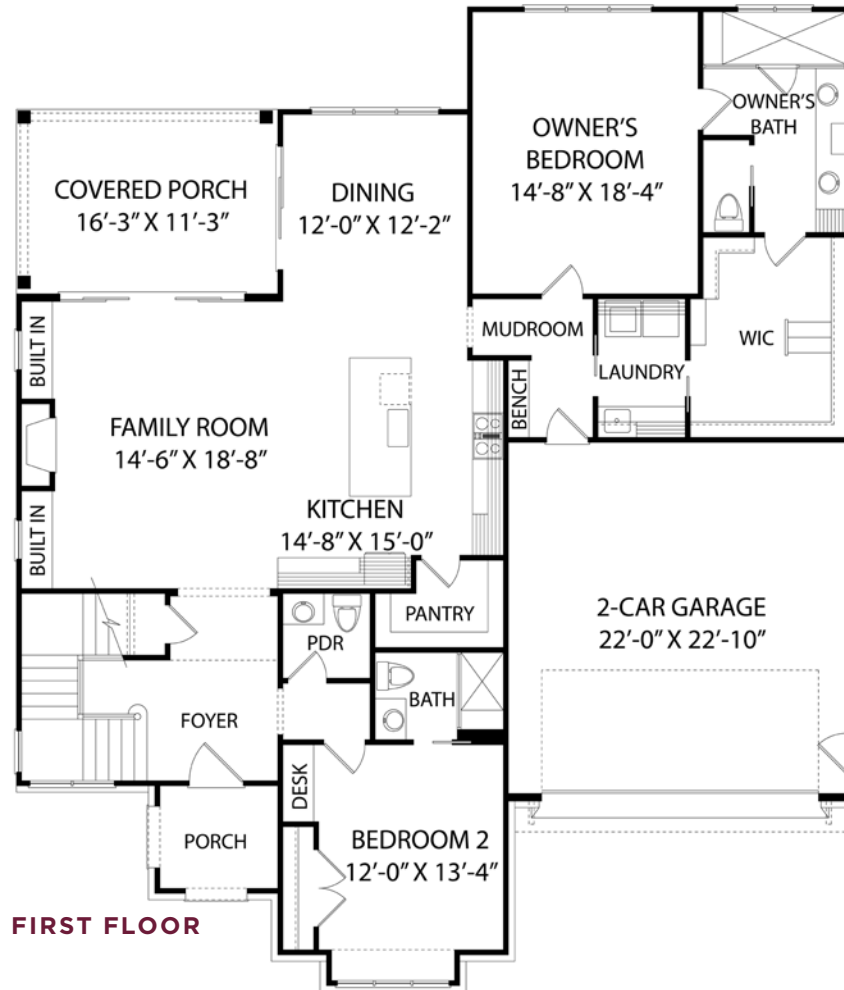 OWNER'S
BEDROOM
14'-8" X 18'-4"
OWNER'S
BATH
COVERED PORCH
16'-3" X 11'-3"
DINING
12'-0" X 12'-2"
MUDROOM
WIC
BUILT IN
LAUNDRY
BENCH
FAMILY ROOM
14'-6" X 18'-8"
KITCHEN
14'-8" X 15'-0"
BUILT IN
PANTRY
2-CAR GARAGE
22'-0" X 22'-10"
PDR
BATH
FOYER
DESK
PORCH
BEDROOM 2
12'-0" X 13'-4"
FIRST FLOOR